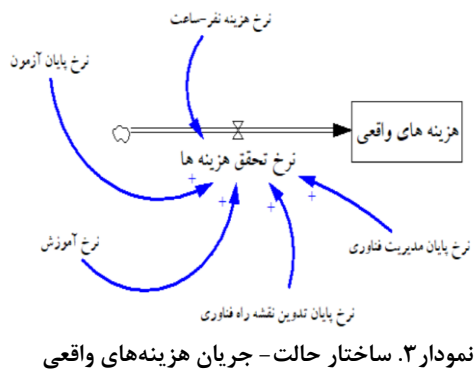 نرخ هزینه نفر-ساعت
نرخ پایان آزمون
هزینه های واقعی
نرخ تحقق هزینه ها
+
+
+
+
نرخ آموزش
نرخ پایان مدیریت فناوری
نرخ پایان تدوین نقشه راه فناوری
نمودار۳. ساختار حالت- جریان هزینه‌های واقعی